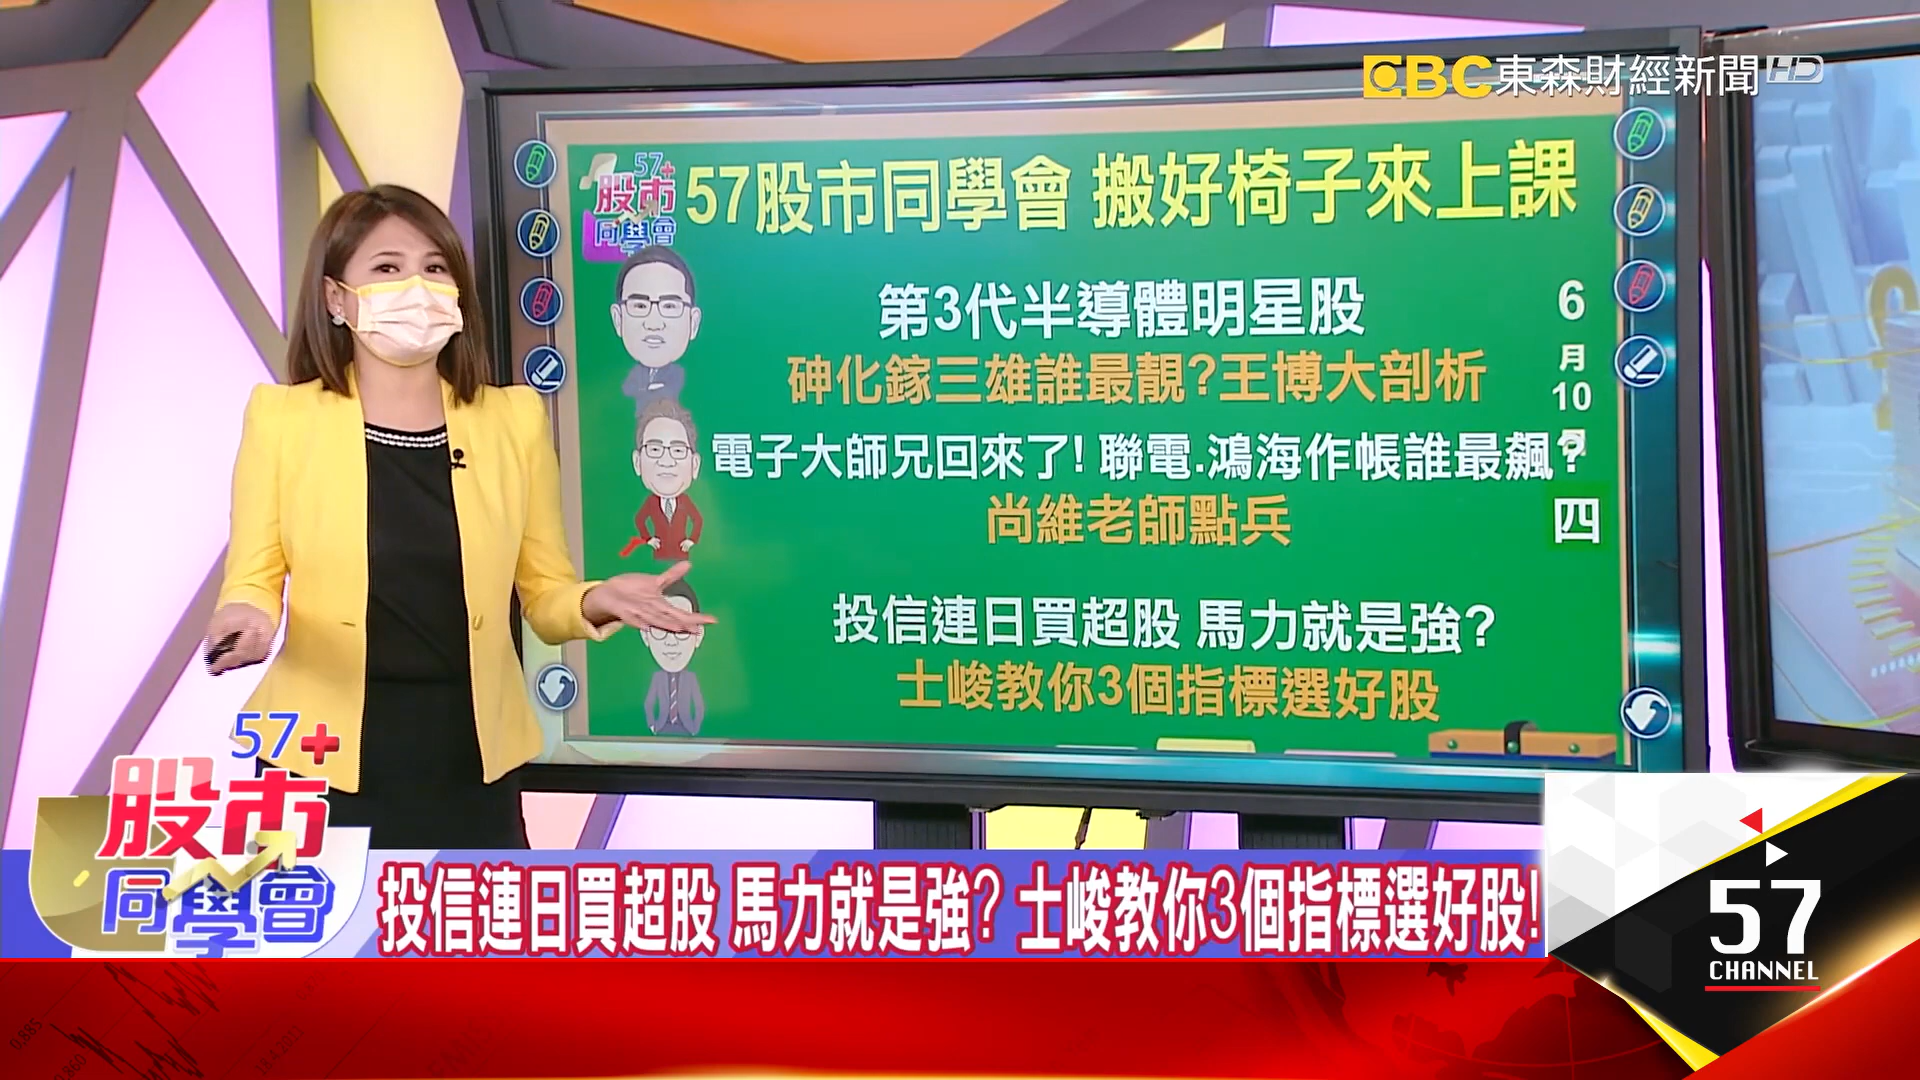 EBC 東森財經新聞 HD
57+
股市
同學會
57股市同學會 搬好椅子來上課
第3代半導體明星股
砷化鎵三雄誰最靚?王博大剖析
電子大師兄回來了! 聯電.鴻海作帳誰最飆?
尚維老師點兵
投信連日買超股 馬力就是強?
士峻教你3個指標選好股
6
月
10
日
四
57+
股市
同學會
投信連日買超股 馬力就是強? 士峻教你3個指標選好股!
57
CHANNEL